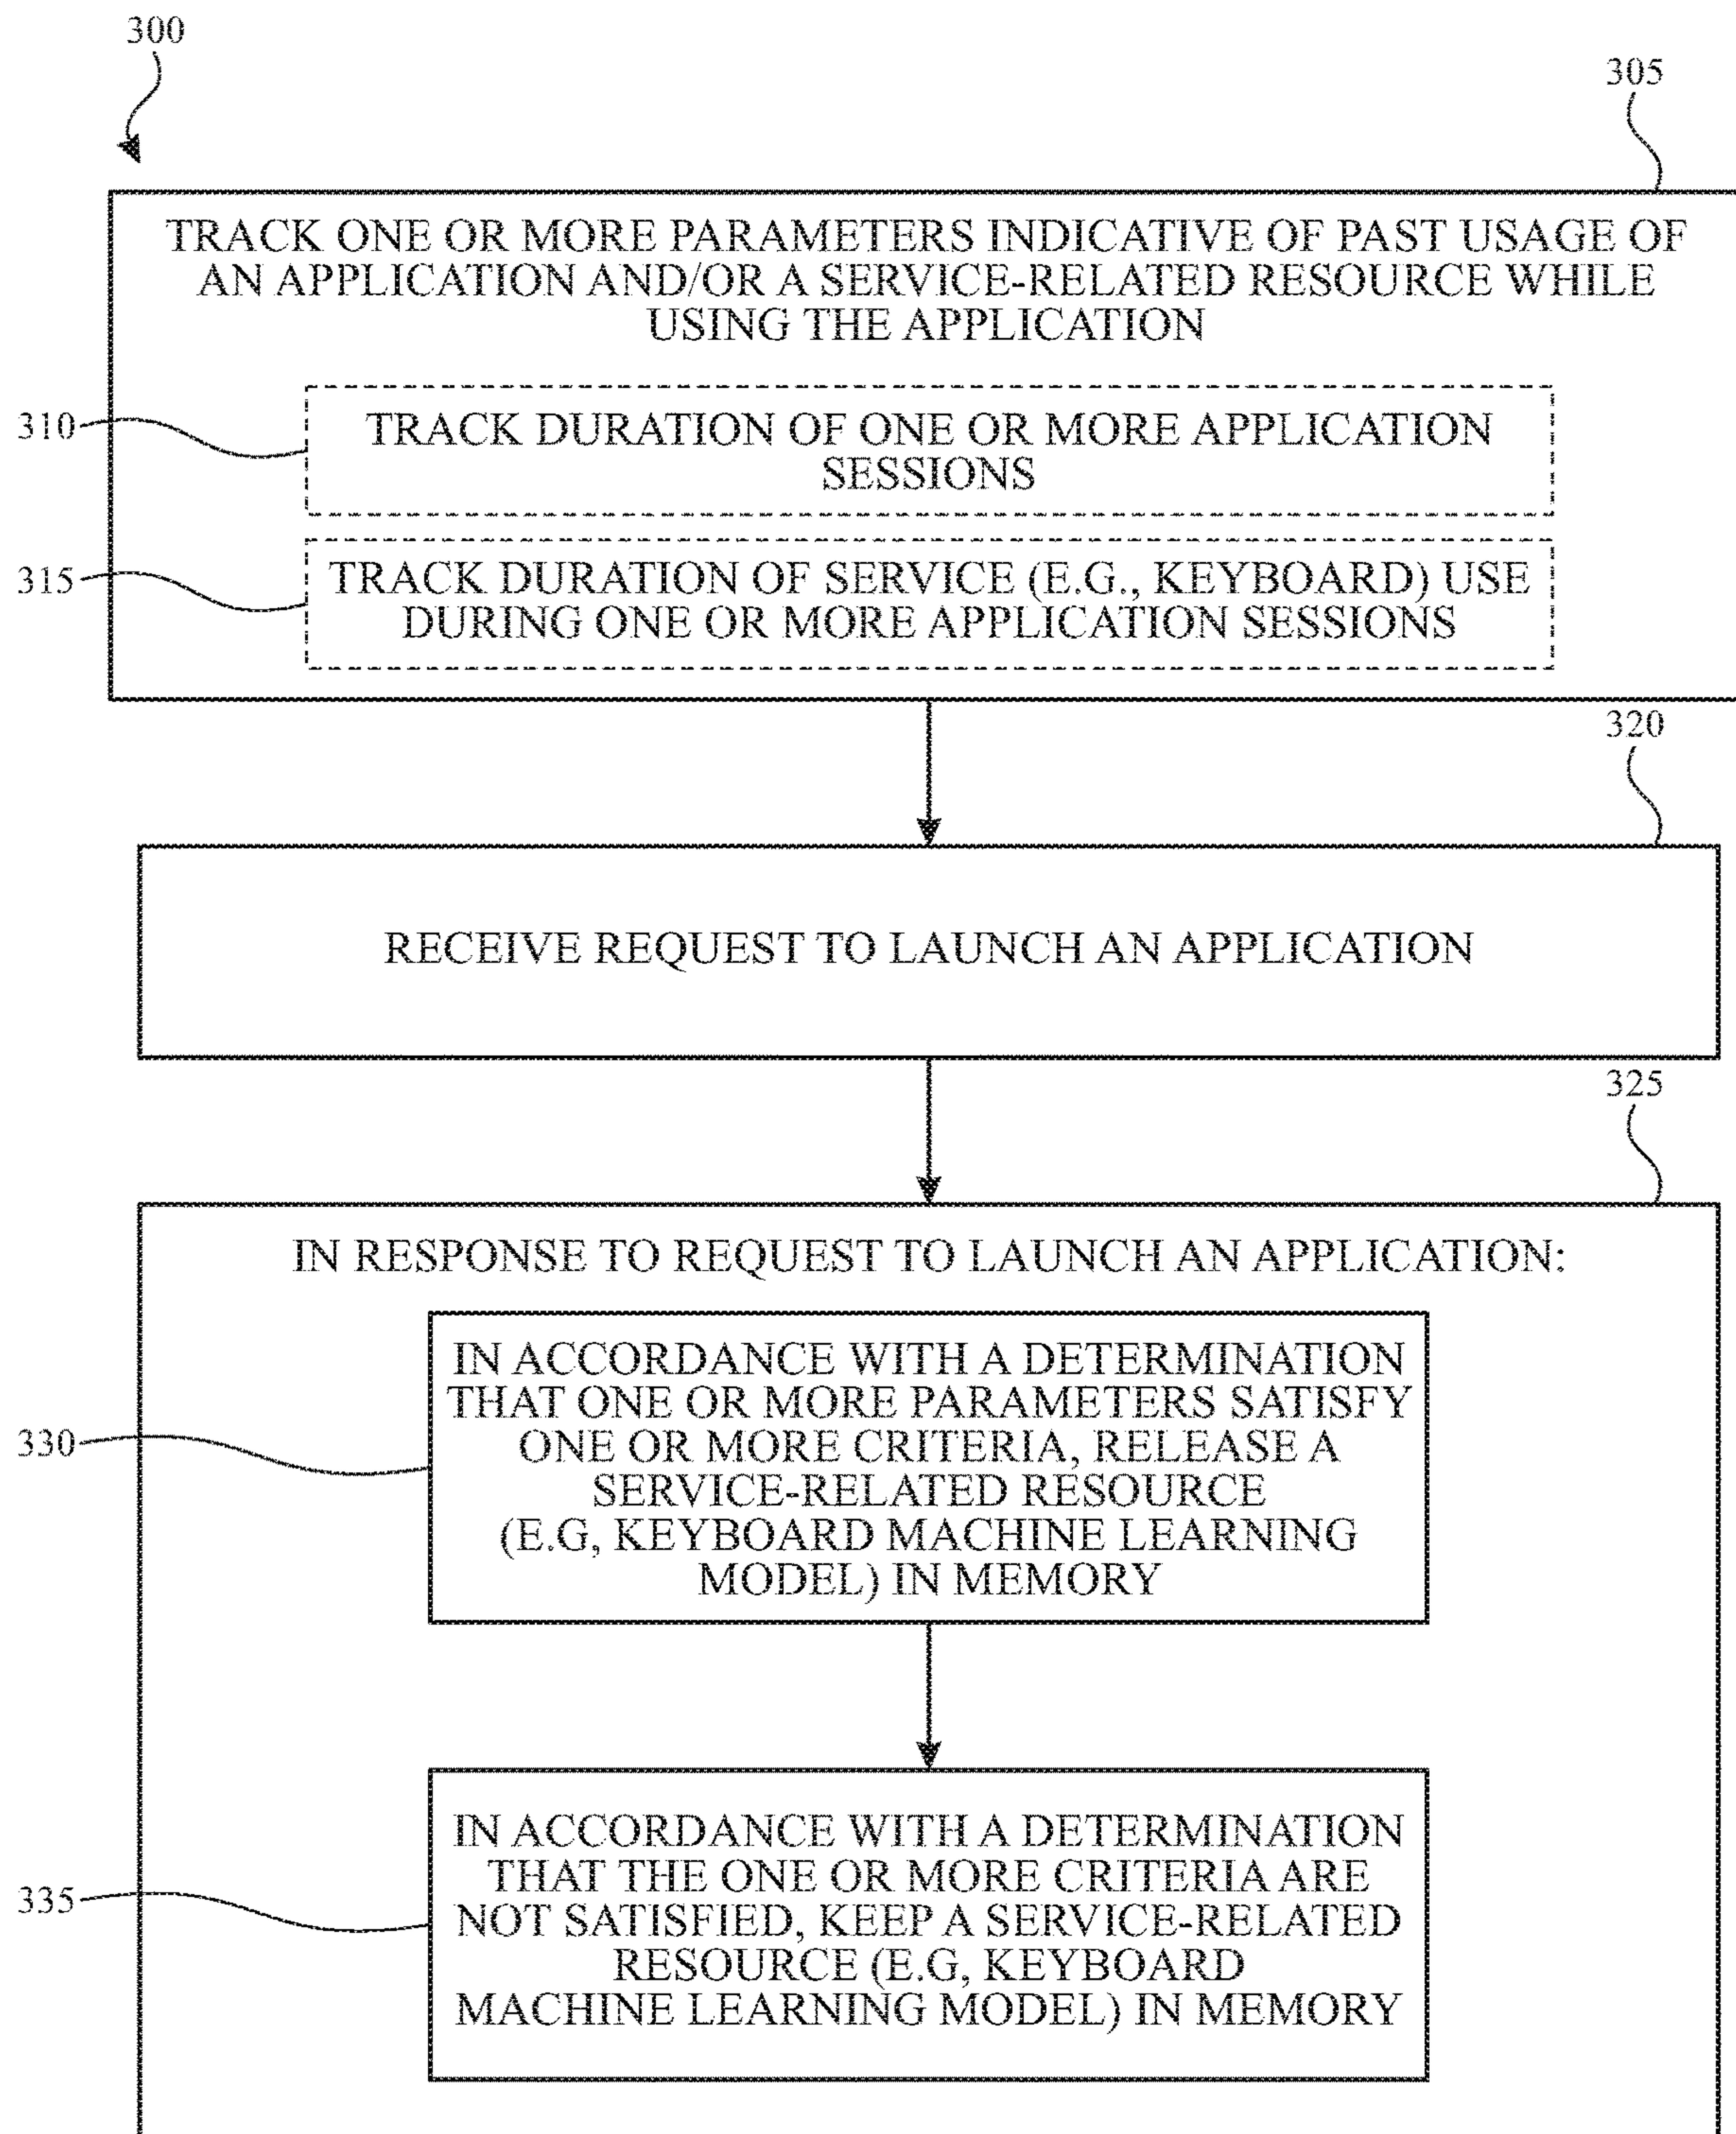 300
305
TRACK ONE OR MORE PARAMETERS INDICATIVE OF PAST USAGE OF
AN APPLICATION AND/OR A SERVICE-RELATED RESOURCE WHILE
USING THE APPLICATION
310
TRACK DURATION OF ONE OR MORE APPLICATION
SESSIONS
315
TRACK DURATION OF SERVICE (E.G., KEYBOARD) USE
DURING ONE OR MORE APPLICATION SESSIONS
320
RECEIVE REQUEST TO LAUNCH AN APPLICATION
325
IN RESPONSE TO REQUEST TO LAUNCH AN APPLICATION:
330
IN ACCORDANCE WITH A DETERMINATION
THAT ONE OR MORE PARAMETERS SATISFY
ONE OR MORE CRITERIA, RELEASE A
SERVICE-RELATED RESOURCE
(E.G, KEYBOARD MACHINE LEARNING
MODEL) IN MEMORY
335
IN ACCORDANCE WITH A DETERMINATION
THAT THE ONE OR MORE CRITERIA ARE
NOT SATISFIED, KEEP A SERVICE-RELATED
RESOURCE (E.G, KEYBOARD
MACHINE LEARNING MODEL) IN MEMORY